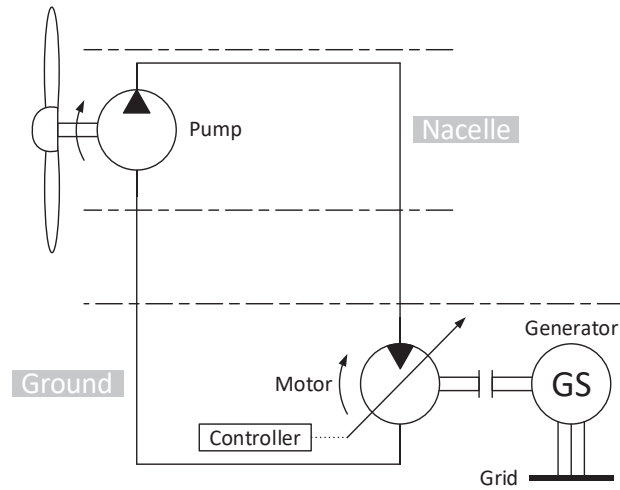 Pump
Nacelle
Generator
Ground
Motor
GS
Controller
Grid